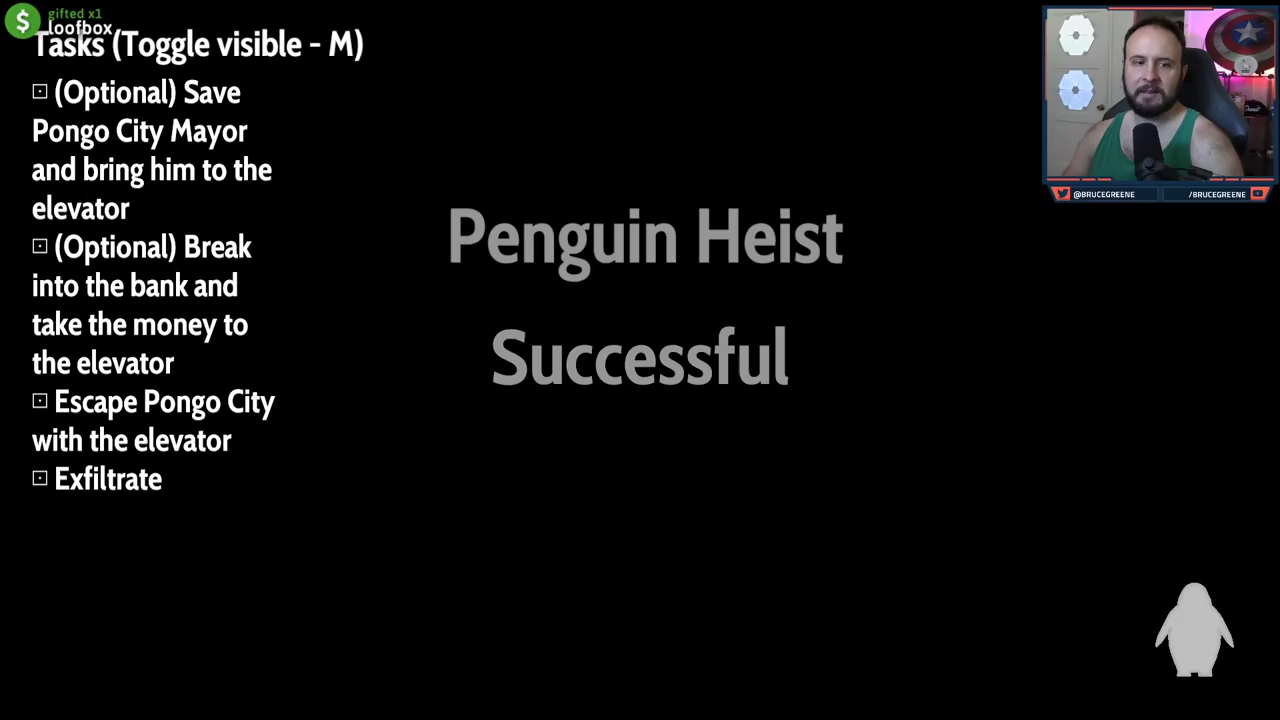 gifted x1
loofbox
Tasks (Toggle visible - M)
(Optional) Save
Pongo City Mayor
and bring him to the
elevator
(Optional) Break
into the bank and
take the money to
the elevator
Escape Pongo City
with the elevator
Exfiltrate
Penguin Heist
Successful
@BRUCEGREENE
/BRUCEGREENE